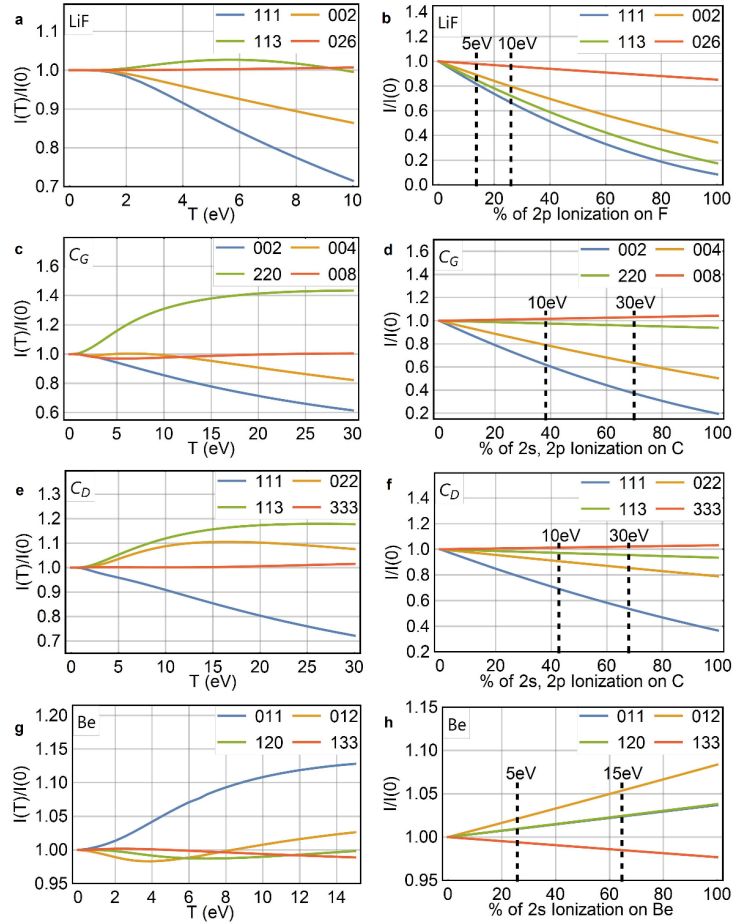 a LiF
111 002
113 026
1.1
1.0
0.9
0.8
0.7
I(T)/I(0)
0 2 4 6 8 10
T (eV)
b LiF
111 002
113 026
5eV 10eV
1.4
1.2
1.0
0.8
0.6
0.4
0.2
0.0
I/I(0)
0 20 40 60 80 100
% of 2p Ionization on F
c C_G
002 004
220 008
1.6
1.4
1.2
1.0
0.8
0.6
I(T)/I(0)
0 5 10 15 20 25 30
T (eV)
d C_G
002 004
220 008
10eV 30eV
1.6
1.4
1.2
1.0
0.8
0.6
0.4
0.2
I/I(0)
0 20 40 60 80 100
% of 2s, 2p Ionization on C
e C_D
111 022
113 333
1.3
1.2
1.1
1.0
0.9
0.8
0.7
I(T)/I(0)
0 5 10 15 20 25 30
T (eV)
f C_D
111 022
113 333
10eV 30eV
1.4
1.2
1.0
0.8
0.6
0.4
0.2
I/I(0)
0 20 40 60 80 100
% of 2s, 2p Ionization on C
g Be
011 012
120 133
1.20
1.15
1.10
1.05
1.00
0.95
I(T)/I(0)
0 2 4 6 8 10 12 14
T (eV)
h Be
011 012
120 133
5eV 15eV
1.15
1.10
1.05
1.00
0.95
I/I(0)
0 20 40 60 80 100
% of 2s Ionization on Be